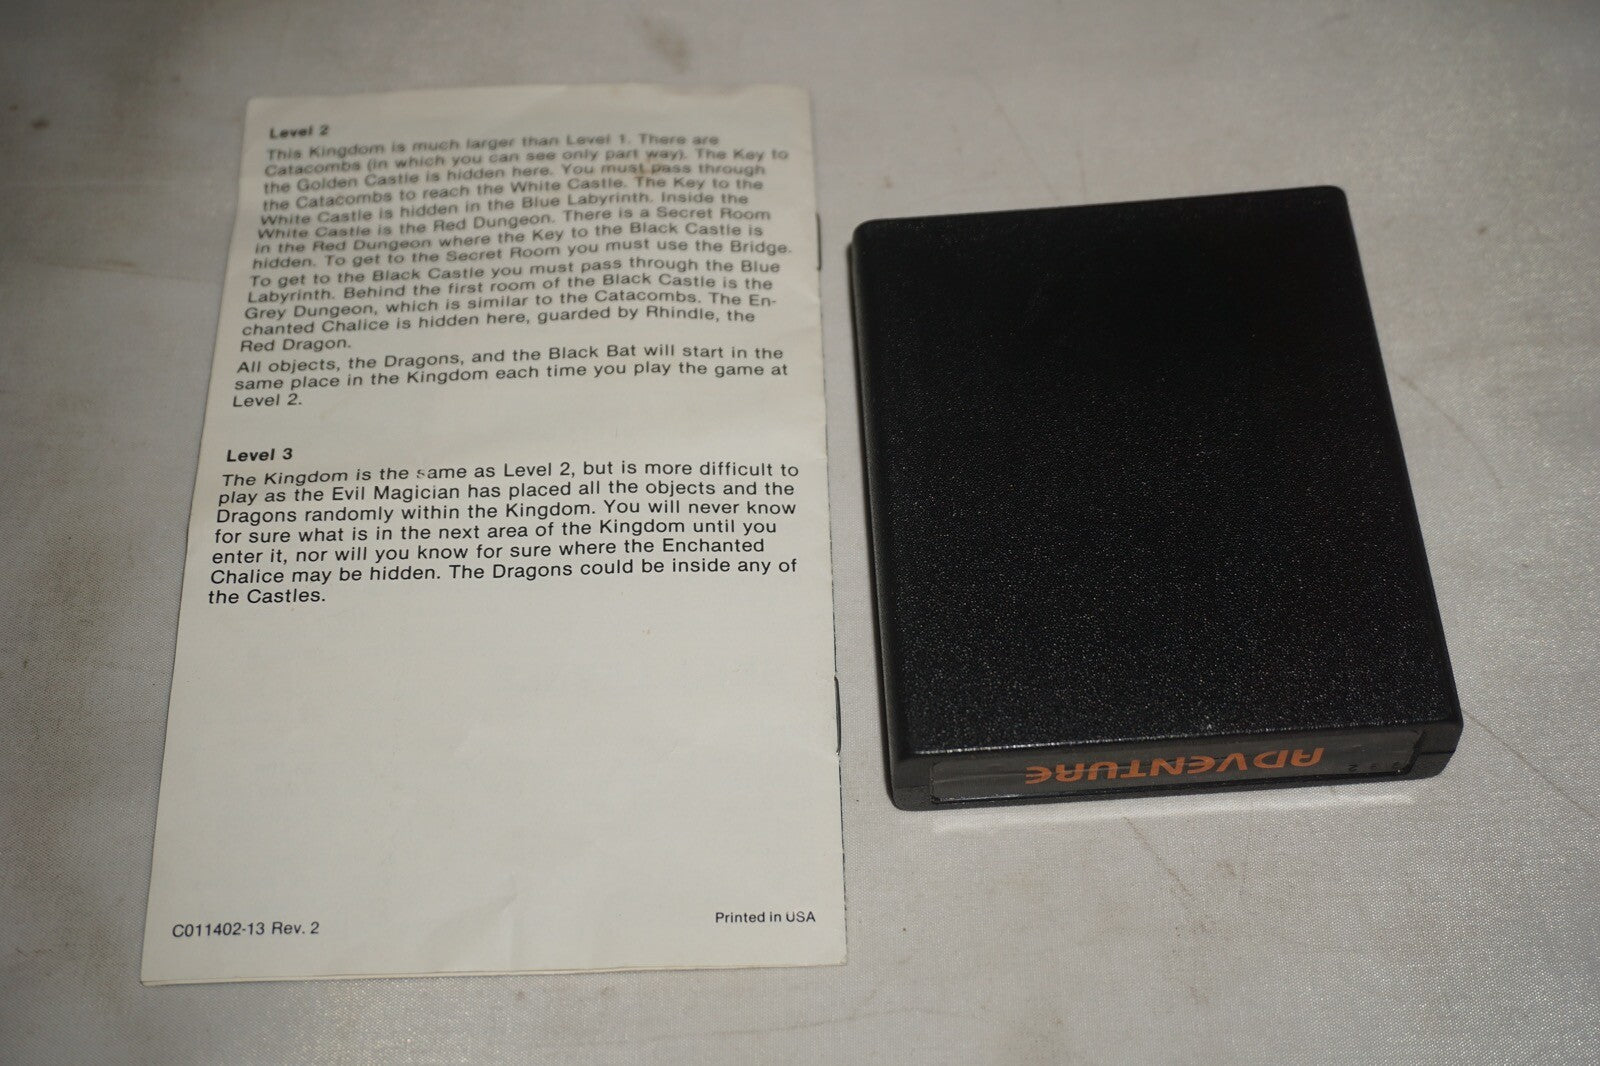 Level 2
This Kingdom is much larger than Level 1. There are
Catacombs (in which you can see only part way). The Key to
the Golden Castle is hidden here. You must pass through
the Catacombs to reach the White Castle. The Key to the
White Castle is hidden in the Blue Labyrinth. Inside the
White Castle is the Red Dungeon. There is a Secret Room
in the Red Dungeon where the Key to the Black Castle is
hidden. To get to the Secret Room you must use the Bridge.
To get to the Black Castle you must pass through the Blue
Labyrinth. Behind the first room of the Black Castle is the
Grey Dungeon, which is similar to the Catacombs. The En-
chanted Chalice is hidden here, guarded by Rhindle, the
Red Dragon.
All objects, the Dragons, and the Black Bat will start in the
same place in the Kingdom each time you play the game at
Level 2.
Level 3
The Kingdom is the same as Level 2, but is more difficult to
play as the Evil Magician has placed all the objects and the
Dragons randomly within the Kingdom. You will never know
for sure what is in the next area of the Kingdom until you
enter it, nor will you know for sure where the Enchanted
Chalice may be hidden. The Dragons could be inside any of
the Castles.
C011402-13 Rev. 2
Printed in USA
ADVENTURE